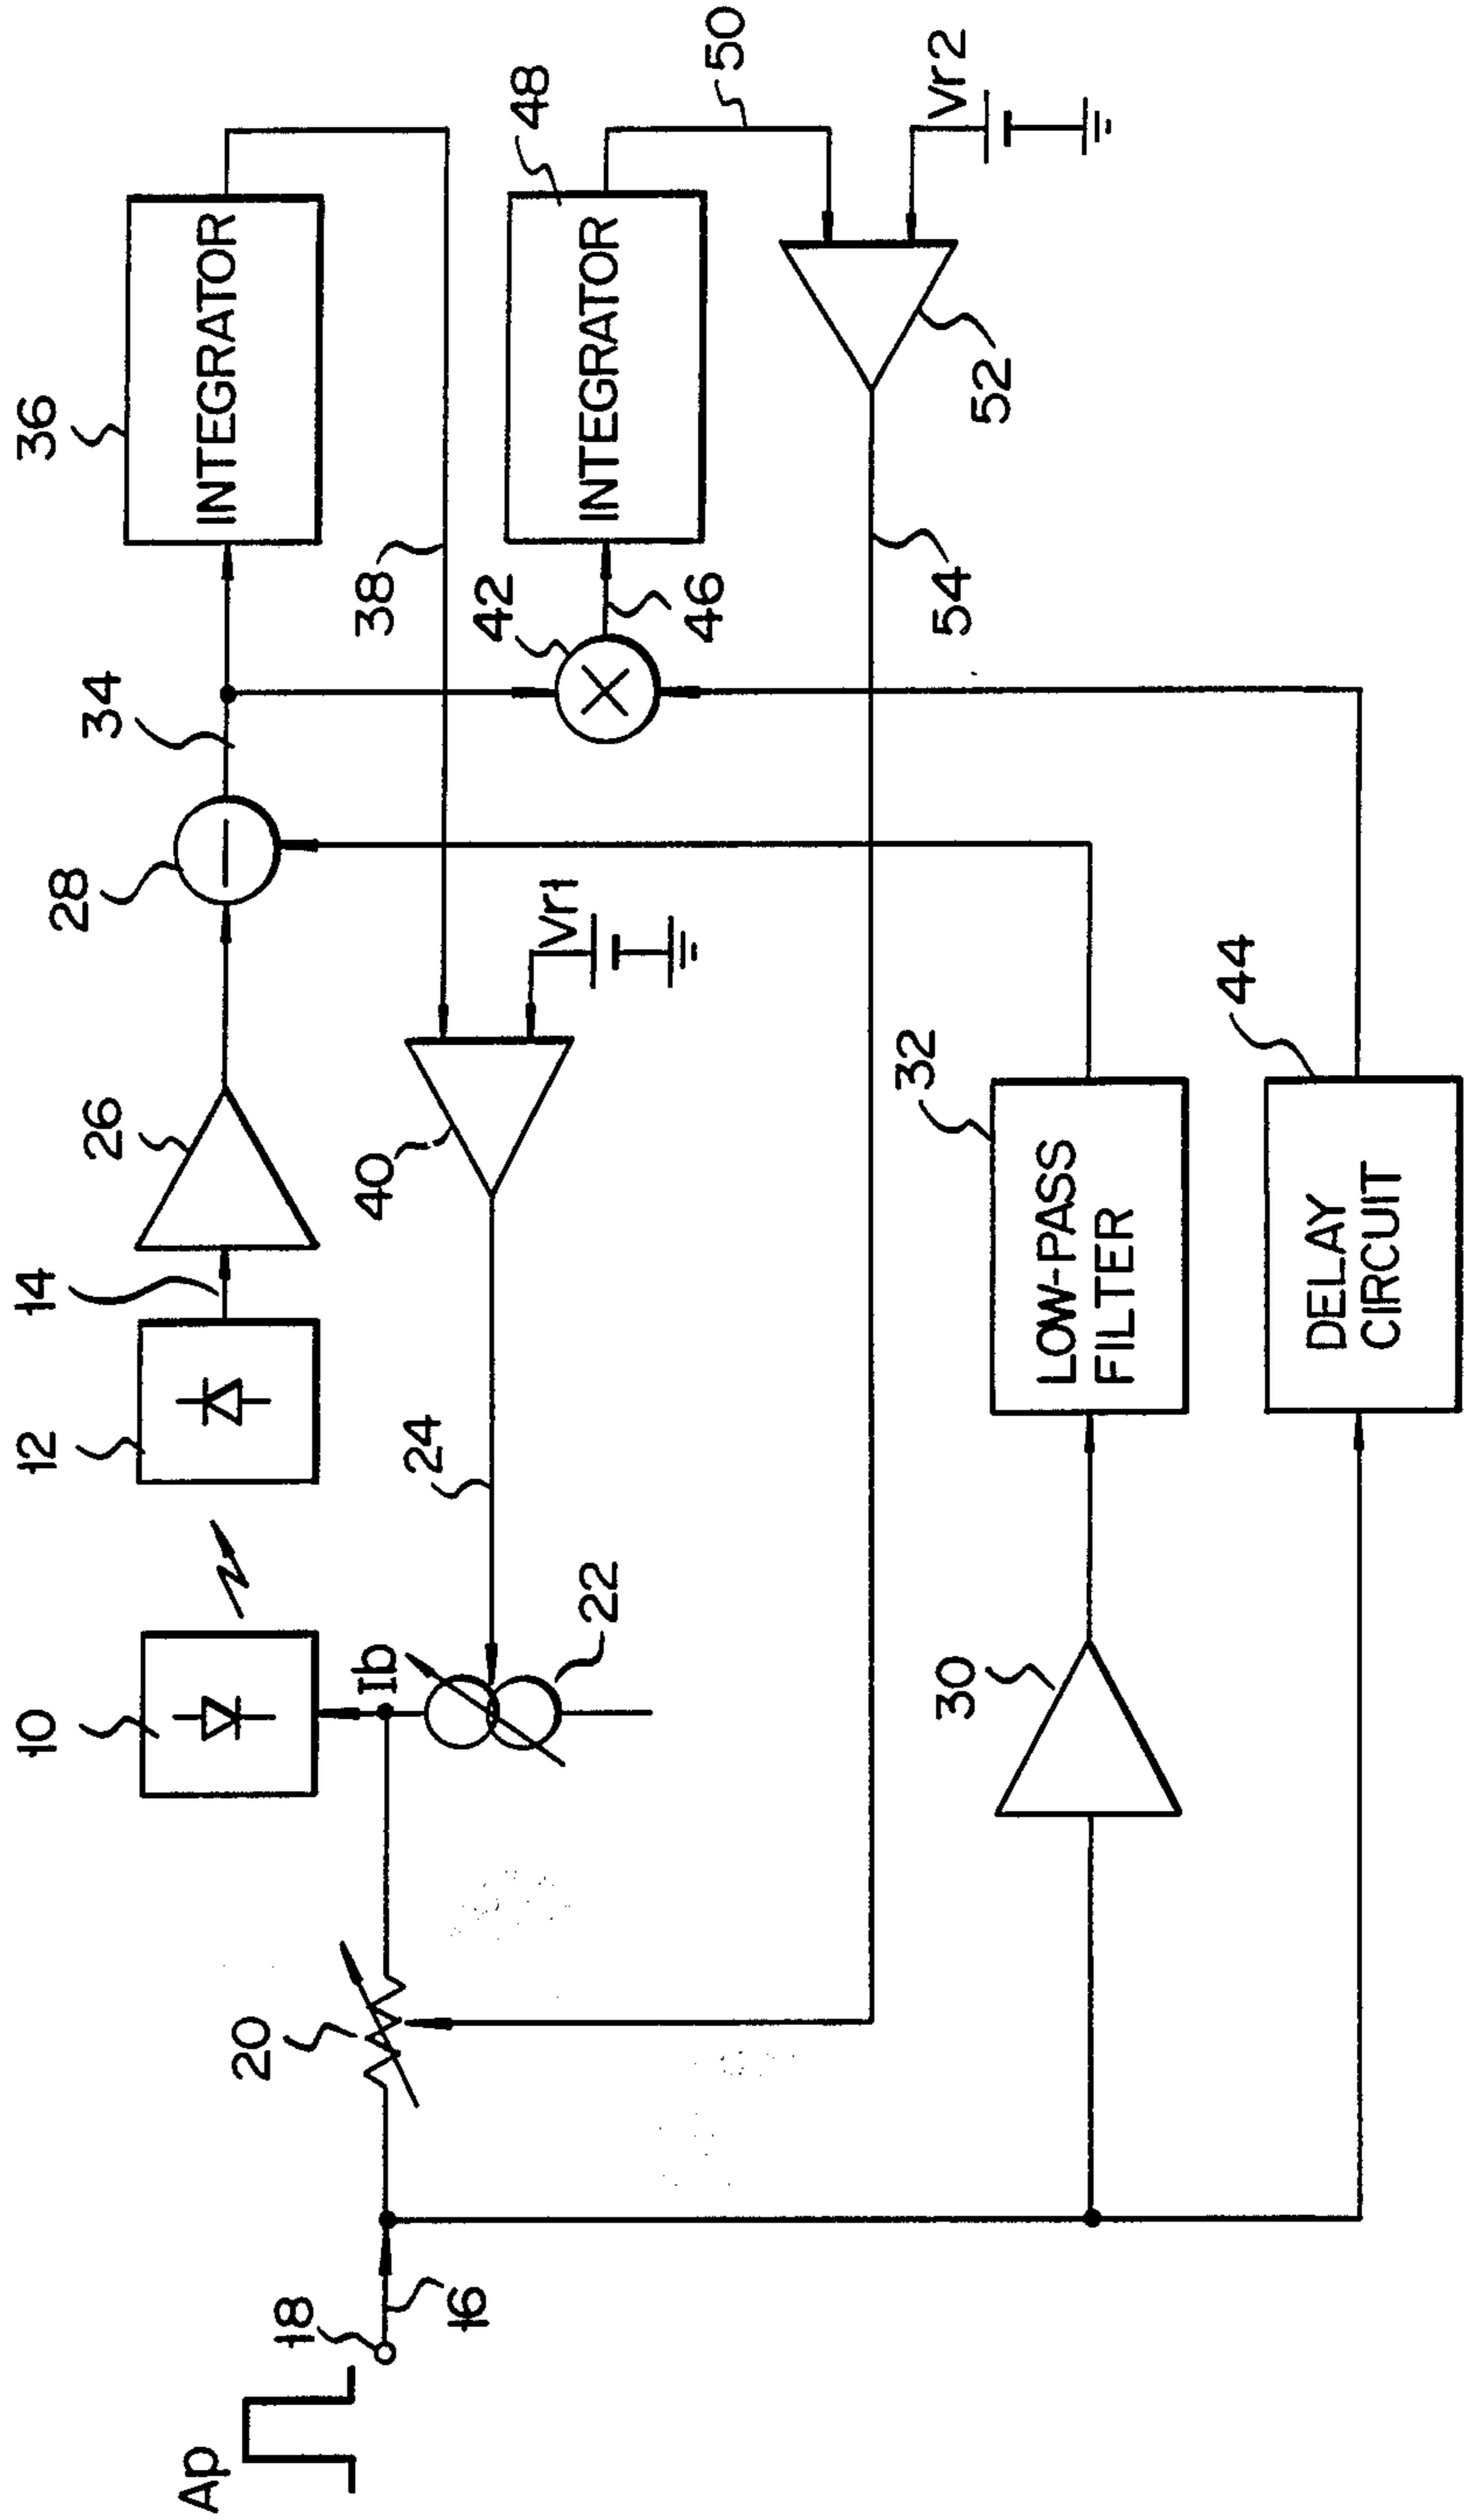 Ap
18
16
20
10
Ib
22
24
12
14
26
40
28
Vr1
34
38
36
INTEGRATOR
42
46
48
INTEGRATOR
50
Vr2
52
54
30
32
LOW-PASS
FILTER
44
DELAY
CIRCUIT